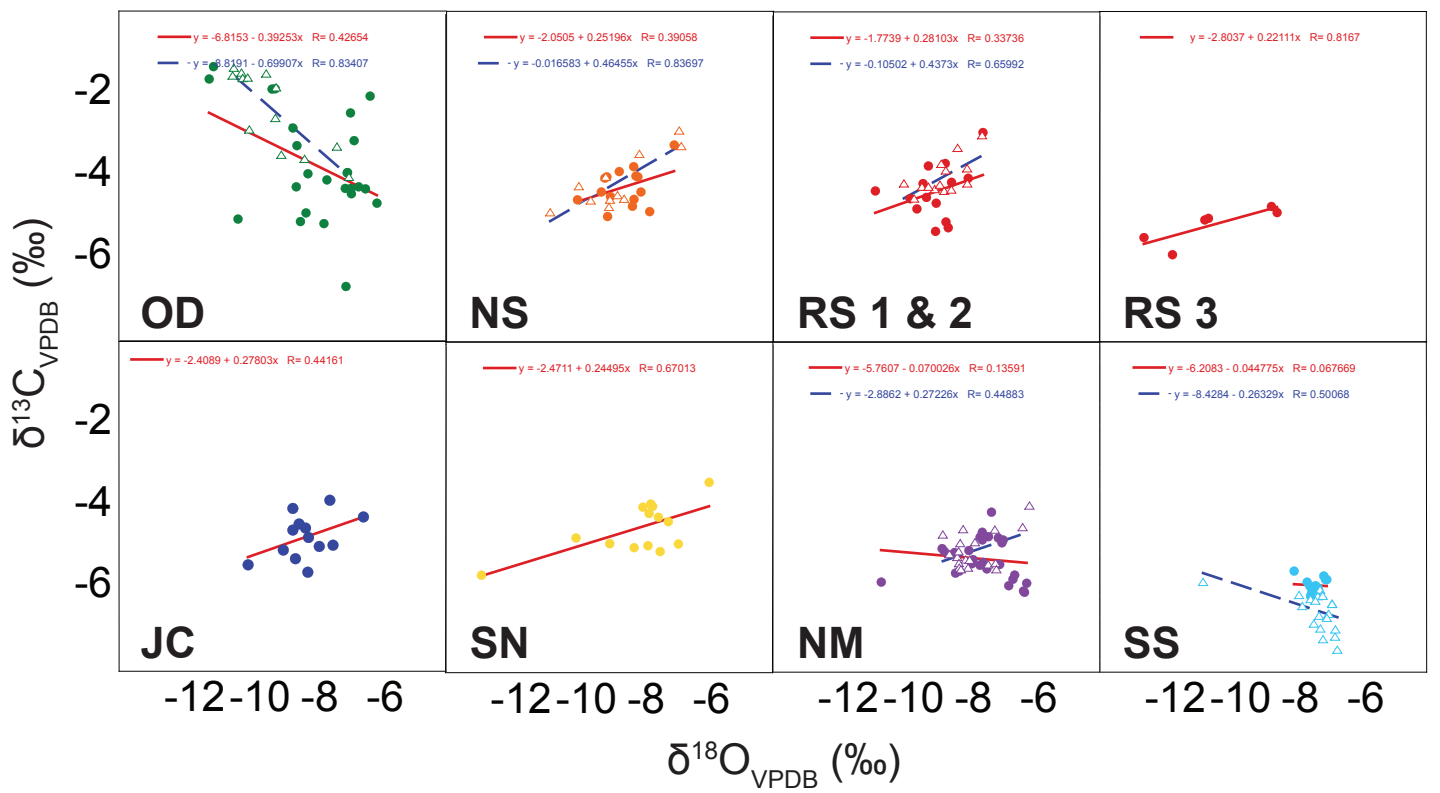 y = -6.8153 - 0.39253x R= 0.42654
- y = -8.8191 - 0.69907x R= 0.83407
OD
y = -2.0505 + 0.25196x R= 0.39058
- y = -0.016583 + 0.46455x R= 0.83697
NS
y = -1.7739 + 0.28103x R= 0.33736
- y = -0.10502 + 0.4373x R= 0.65992
RS 1 & 2
y = -2.8037 + 0.22111x R= 0.8167
RS 3
-2
-4
-6
δ13CVPDB (‰)
y = -2.4089 + 0.27803x R= 0.44161
JC
y = -2.4711 + 0.24495x R= 0.67013
SN
y = -5.7607 - 0.070026x R= 0.13591
- y = -2.8862 + 0.27226x R= 0.44883
NM
y = -6.2083 - 0.044775x R= 0.067669
- y = -8.4284 - 0.26329x R= 0.50068
SS
-2
-4
-6
-12 -10 -8 -6
-12 -10 -8 -6
-12 -10 -8 -6
-12 -10 -8 -6
δ18OVPDB (‰)